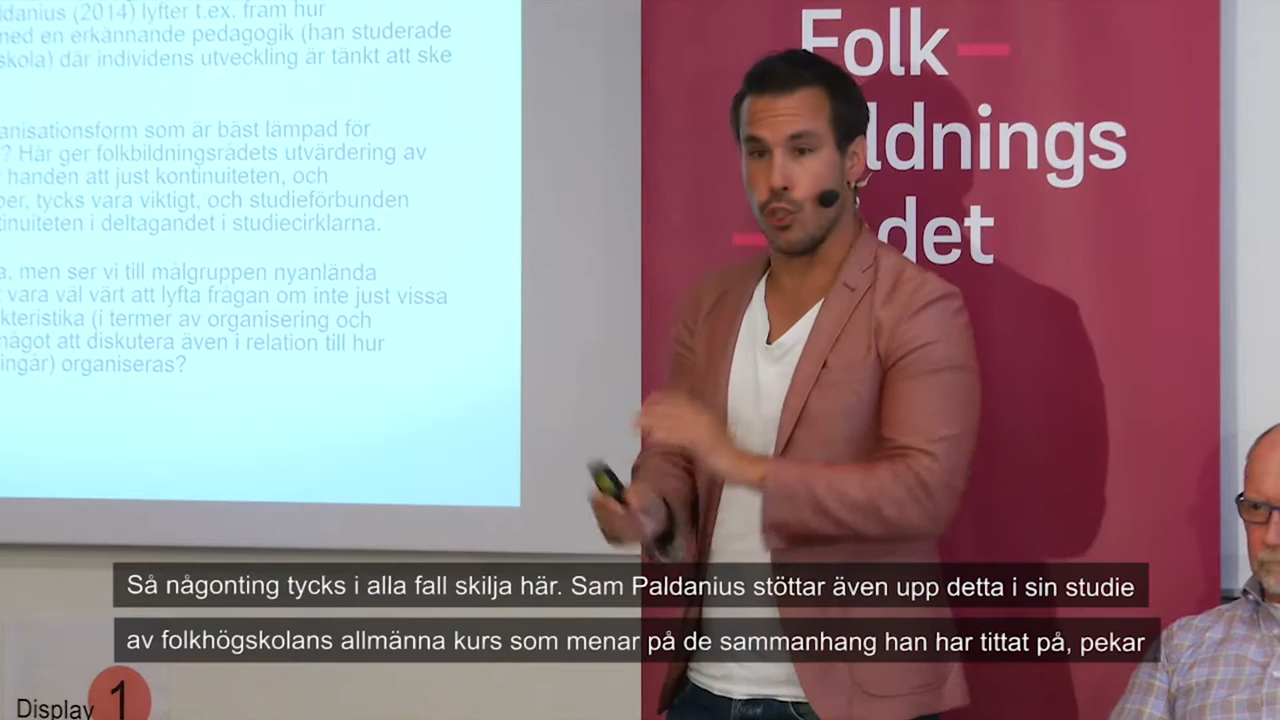 ldanius (2014) lyfter t.ex. fram hur
med en erkännande pedagogik (han studerade
skola) där individens utveckling är tänkt att ske
anisationsform som är bäst lämpad för
? Här ger folkbildningsrådets utvärdering av
r handen att just kontinuiteten, och
per, tycks vara viktigt, och studieförbunden
tinuiteten i deltagandet i studiecirklarna.
a, men ser vi till målgruppen nyanlända
t vara väl värt att lyfta frågan om inte just vissa
kteristika (i termer av organisering och
något att diskutera även i relation till hur
ingår) organiseras?
Folk
ldnings
det
Så någonting tycks i alla fall skilja här. Sam Paldanius stöttar även upp detta i sin studie
av folkhögskolans allmänna kurs som menar på de sammanhang han har tittat på, pekar
Display 1